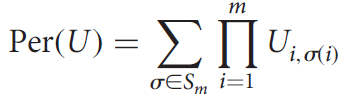 Per(U) = ∑_{σ∈S_m} ∏_{i=1}^{m} U_{i,σ(i)}